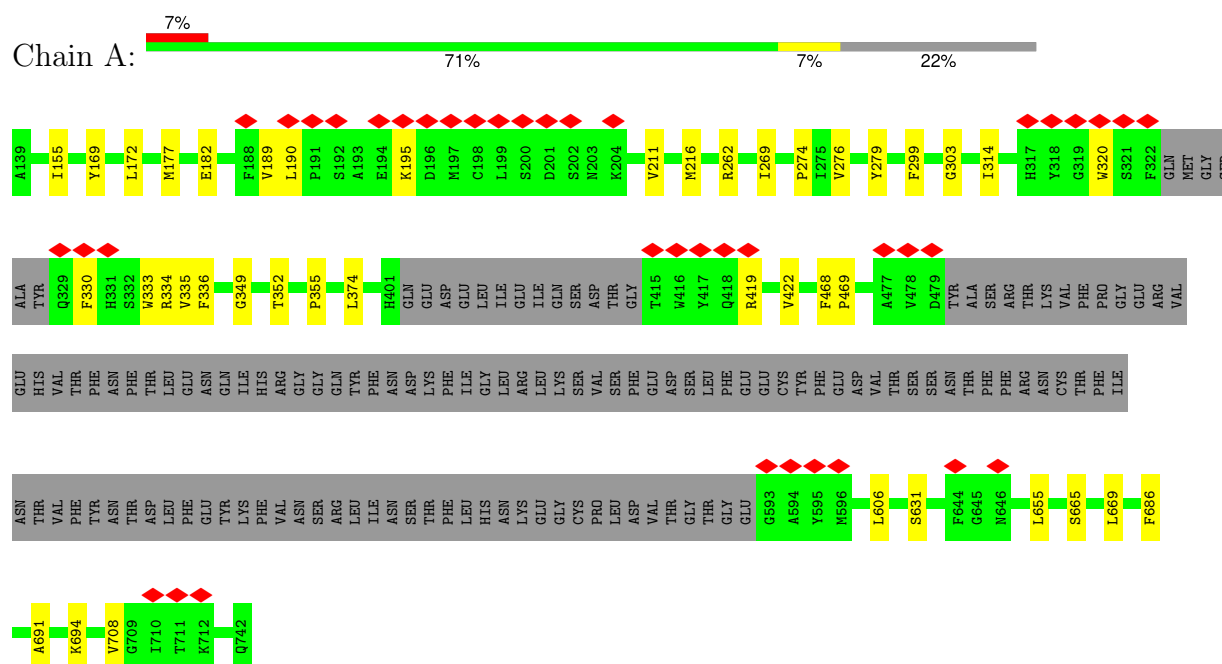 7%
Chain A:
71% 7% 22%
A139 I155 Y169 L172 M177 E182 F188 V189 L190 P191 S192 A193 E194 K195 D196 M197 C198 L199 S200 D201 S202 N203 K204 V211 M216 R262 I269 P274 I275 V276 Y279 F299 G303 I314 H317 Y318 G319 W320 S321 F322 GLN MET GLY
ALA TYR Q329 F330 H331 S332 W333 R334 V335 F336 G349 T352 P355 L374 H401 GLN GLU ASP GLU LEU ILE GLU ILE GLN SER ASP THR GLY T415 W416 Y417 Q418 R419 V422 F468 P469 A477 V478 D479 TYR ALA SER ARG THR LYS VAL PHE PRO GLY GLU ARG VAL
GLU HIS VAL THR PHE ASN PHE THR LEU GLU ASN GLN ILE HIS ARG GLY GLY GLN TYR PHE ASN ASP LYS PHE ILE GLY LEU ARG LEU LYS SER VAL SER PHE GLU ASP SER LEU PHE GLU GLU CYS TYR PHE GLU ASP VAL THR SER SER ASN THR PHE PHE ARG ASN CYS THR PHE ILE
ASN THR VAL PHE TYR ASN THR ASP LEU PHE GLU TYR LYS PHE VAL ASN SER ARG LEU ILE ASN SER THR PHE LEU HIS ASN LYS GLU GLY CYS PRO LEU ASP VAL THR GLY THR GLY GLU G593 A594 Y595 M596 L606 S631 F644 G645 N646 L655 S665 L669 F686
A691 K694 V708 G709 I710 T711 K712 Q742